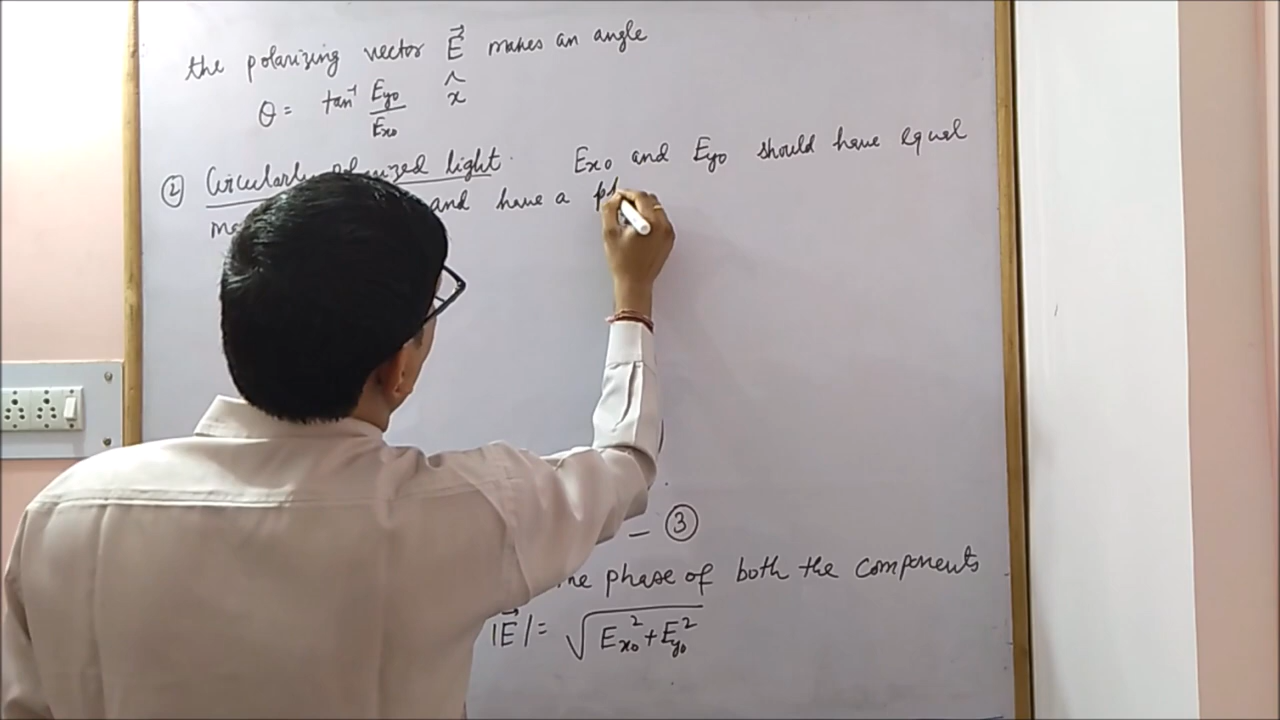 the polarizing vector E⃗ makes an angle
θ = tan⁻¹ Eyo/Exo x̂
② Circularly polarized light. Exo and Eyo should have equal
and have a
— ③
phase of both the components
|E⃗| = √(Exo² + Eyo²)